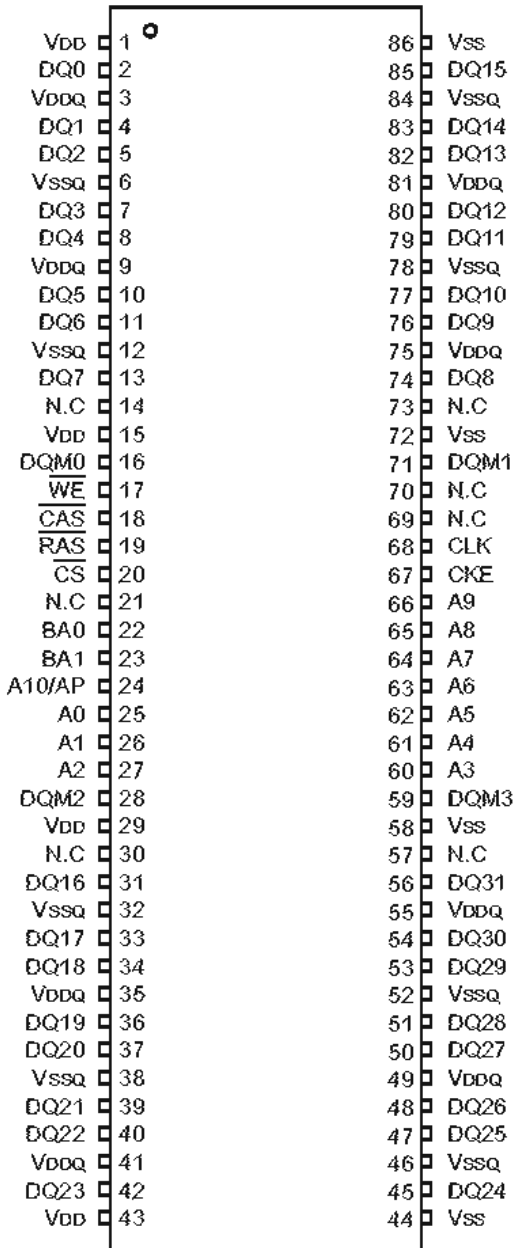 VDD 1 86 VSS
DQ0 2 85 DQ15
VDDQ 3 84 VSSQ
DQ1 4 83 DQ14
DQ2 5 82 DQ13
VSSQ 6 81 VDDQ
DQ3 7 80 DQ12
DQ4 8 79 DQ11
VDDQ 9 78 VSSQ
DQ5 10 77 DQ10
DQ6 11 76 DQ9
VSSQ 12 75 VDDQ
DQ7 13 74 DQ8
N.C 14 73 N.C
VDD 15 72 VSS
DQM0 16 71 DQM1
W̅E̅ 17 70 N.C
C̅A̅S̅ 18 69 N.C
R̅A̅S̅ 19 68 CLK
C̅S̅ 20 67 CKE
N.C 21 66 A9
BA0 22 65 A8
BA1 23 64 A7
A10/AP 24 63 A6
A0 25 62 A5
A1 26 61 A4
A2 27 60 A3
DQM2 28 59 DQM3
VDD 29 58 VSS
N.C 30 57 N.C
DQ16 31 56 DQ31
VSSQ 32 55 VDDQ
DQ17 33 54 DQ30
DQ18 34 53 DQ29
VDDQ 35 52 VSSQ
DQ19 36 51 DQ28
DQ20 37 50 DQ27
VSSQ 38 49 VDDQ
DQ21 39 48 DQ26
DQ22 40 47 DQ25
VDDQ 41 46 VSSQ
DQ23 42 45 DQ24
VDD 43 44 VSS